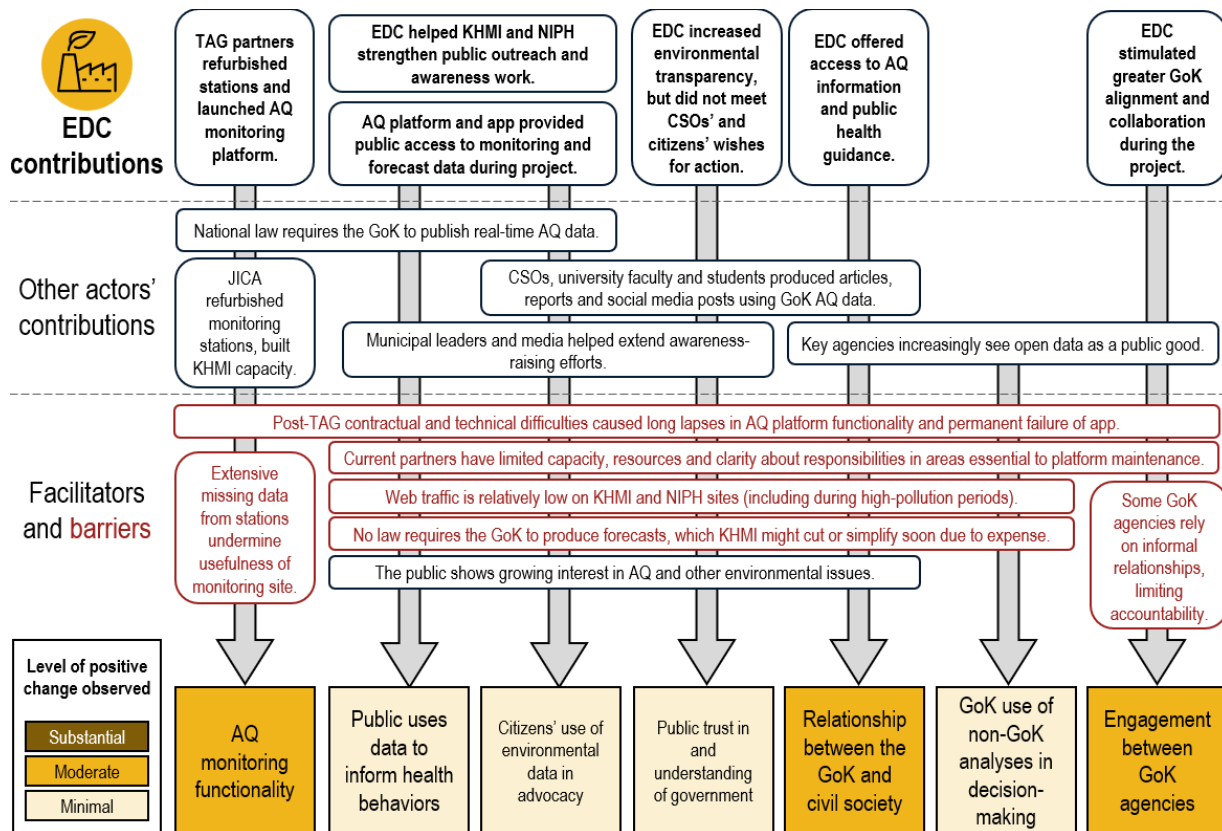 EDC
contributions
TAG partners
refurbished
stations and
launched AQ
monitoring
platform.
EDC helped KHMI and NIPH
strengthen public outreach and
awareness work.
AQ platform and app provided
public access to monitoring and
forecast data during project.
EDC increased
environmental
transparency,
but did not meet
CSOs' and
citizens' wishes
for action.
EDC offered
access to AQ
information
and public
health
guidance.
EDC
stimulated
greater GoK
alignment and
collaboration
during the
project.
Other actors'
contributions
National law requires the GoK to publish real-time AQ data.
JICA
refurbished
monitoring
stations, built
KHMI capacity.
CSOs, university faculty and students produced articles,
reports and social media posts using GoK AQ data.
Municipal leaders and media helped extend awareness-
raising efforts.
Key agencies increasingly see open data as a public good.
Facilitators
and barriers
Post-TAG contractual and technical difficulties caused long lapses in AQ platform functionality and permanent failure of app.
Extensive
missing data
from stations
undermine
usefulness of
monitoring site.
Current partners have limited capacity, resources and clarity about responsibilities in areas essential to platform maintenance.
Web traffic is relatively low on KHMI and NIPH sites (including during high-pollution periods).
No law requires the GoK to produce forecasts, which KHMI might cut or simplify soon due to expense.
The public shows growing interest in AQ and other environmental issues.
Some GoK
agencies rely
on informal
relationships,
limiting
accountability.
Level of positive
change observed
Substantial
Moderate
Minimal
AQ
monitoring
functionality
Public uses
data to
inform health
behaviors
Citizens' use of
environmental
data in
advocacy
Public trust in
and
understanding
of government
Relationship
between the
GoK and
civil society
GoK use of
non-GoK
analyses in
decision-
making
Engagement
between
GoK
agencies